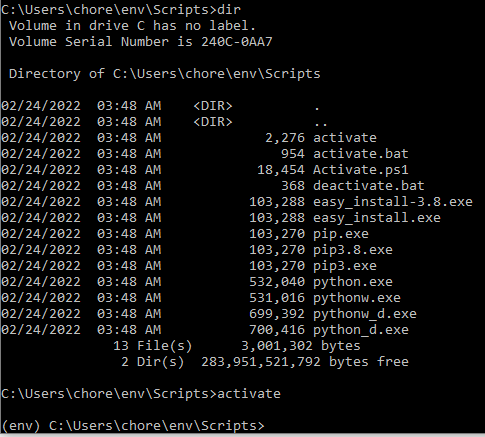 C:\Users\chore\env\Scripts>dir
 Volume in drive C has no label.
 Volume Serial Number is 240C-0AA7
 Directory of C:\Users\chore\env\Scripts
02/24/2022  03:48 AM    <DIR>          .
02/24/2022  03:48 AM    <DIR>          ..
02/24/2022  03:48 AM             2,276 activate
02/24/2022  03:48 AM               954 activate.bat
02/24/2022  03:48 AM            18,454 Activate.ps1
02/24/2022  03:48 AM               368 deactivate.bat
02/24/2022  03:48 AM           103,288 easy_install-3.8.exe
02/24/2022  03:48 AM           103,288 easy_install.exe
02/24/2022  03:48 AM           103,270 pip.exe
02/24/2022  03:48 AM           103,270 pip3.8.exe
02/24/2022  03:48 AM           103,270 pip3.exe
02/24/2022  03:48 AM           532,040 python.exe
02/24/2022  03:48 AM           531,016 pythonw.exe
02/24/2022  03:48 AM           699,392 pythonw_d.exe
02/24/2022  03:48 AM           700,416 python_d.exe
              13 File(s)      3,001,302 bytes
               2 Dir(s)  283,951,521,792 bytes free
C:\Users\chore\env\Scripts>activate
(env) C:\Users\chore\env\Scripts>